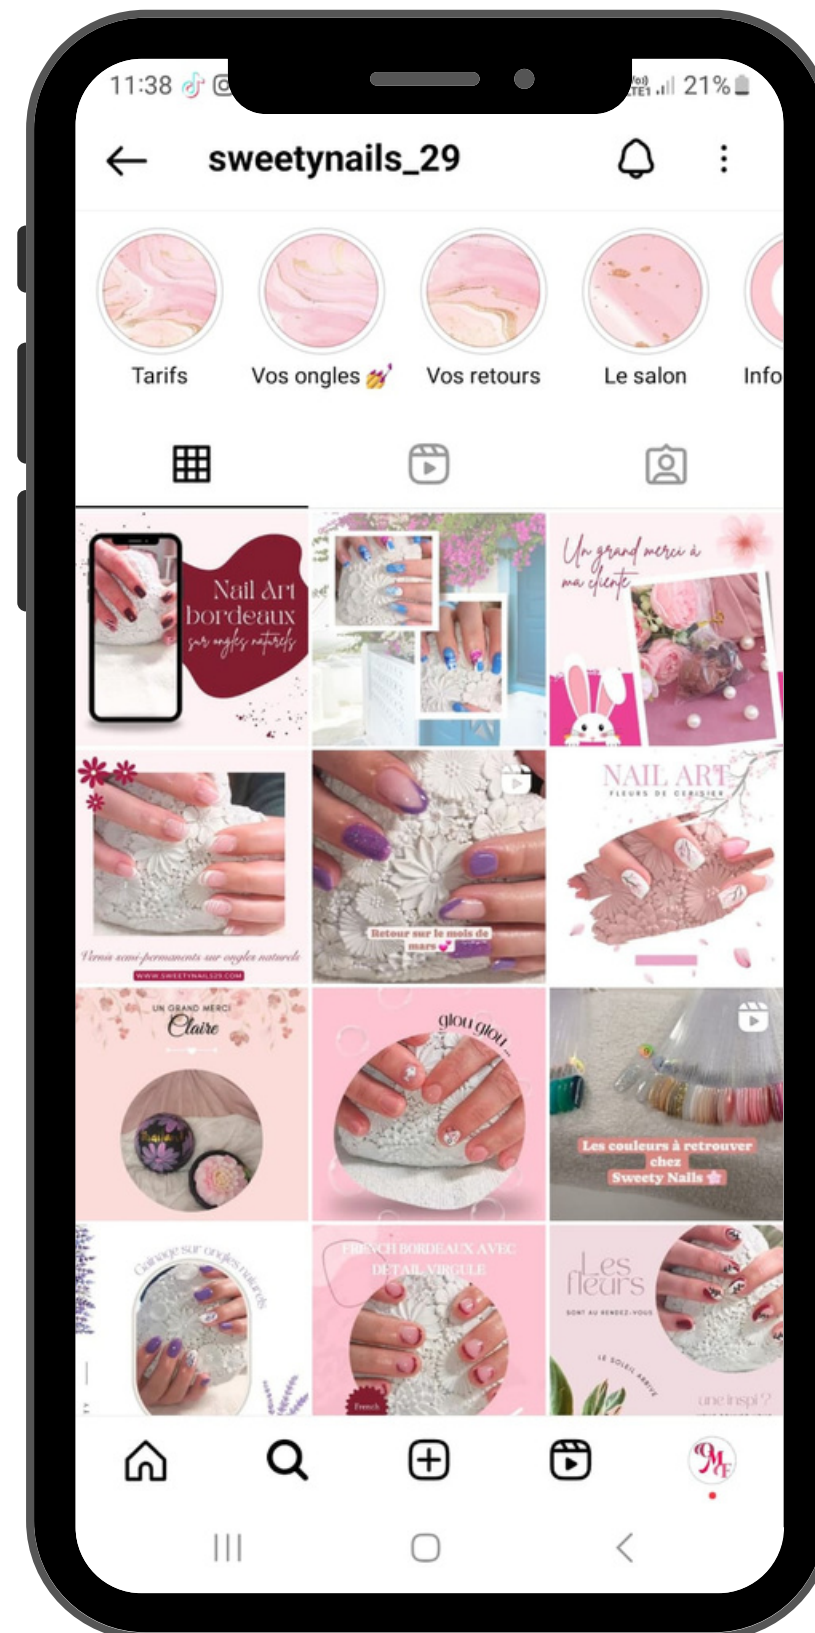 11:38
21%
sweetynails_29
Tarifs
Vos ongles 💅
Vos retours
Le salon
Info
Nail Art
bordeaux
sur ongles naturels
Un grand merci à
ma cliente
Vernis semi-permanents sur ongles naturels
WWW.SWEETYNAILS29.COM
Retour sur le mois de
mars 💕
NAIL ART
FLEURS DE CERISIER
UN GRAND MERCI
Claire
glou glou...
Les couleurs à retrouver
chez
Sweety Nails 🌸
Gainage sur ongles naturels
FRENCH BORDEAUX AVEC
DÉTAIL VIRGULE
French
Les
fleurs
SONT AU RENDEZ-VOUS
LE SOLEIL ARRIVE
une inspi ?